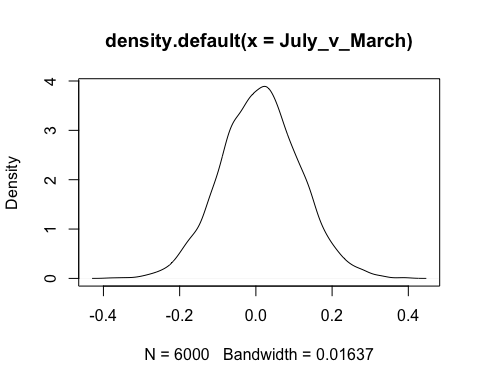 density.default(x = July_v_March)
Density
4
3
2
1
0
-0.4 -0.2 0.0 0.2 0.4
N = 6000 Bandwidth = 0.01637